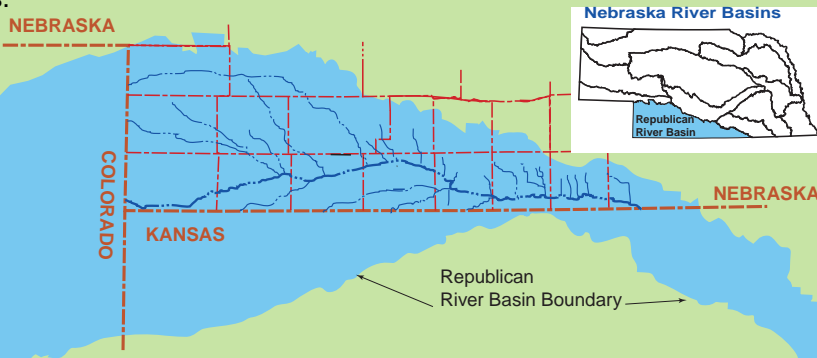 s.
NEBRASKA
Nebraska River Basins
Republican
River Basin
COLORADO
NEBRASKA
KANSAS
Republican
River Basin Boundary